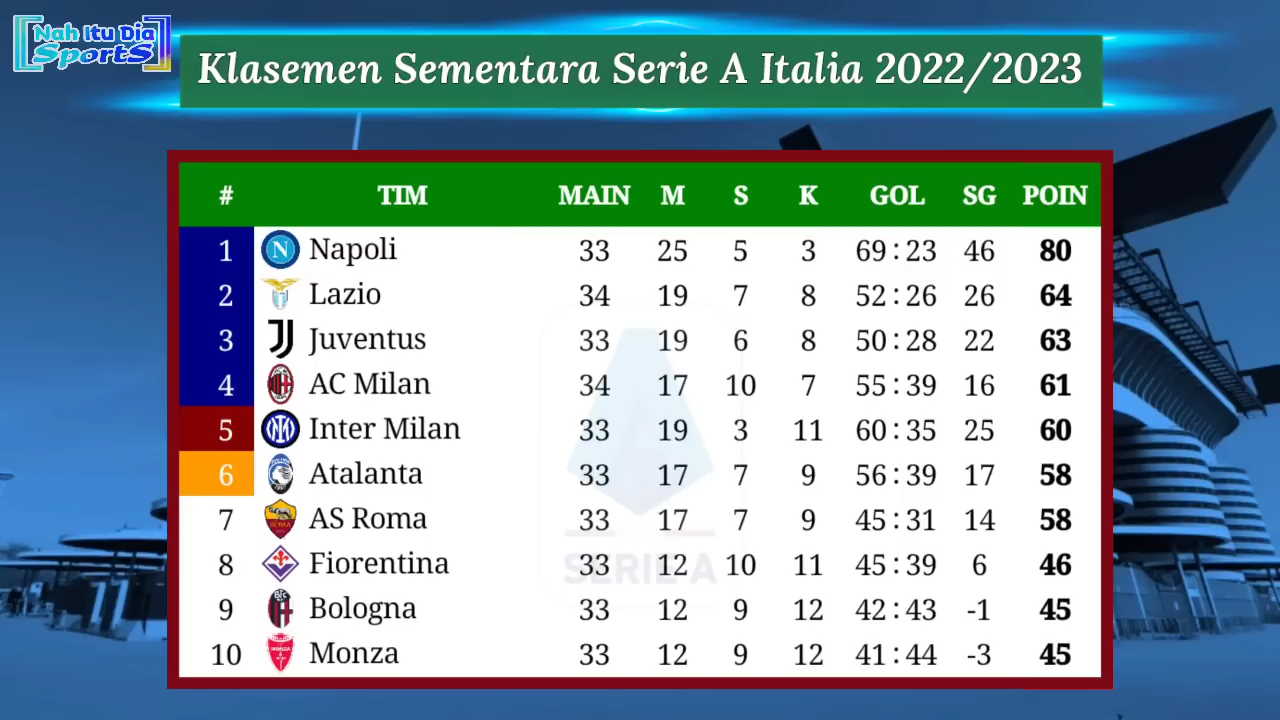 Nah Itu Dia
Sports
Klasemen Sementara Serie A Italia 2022/2023
# TIM MAIN M S K GOL SG POIN
1 Napoli 33 25 5 3 69:23 46 80
2 Lazio 34 19 7 8 52:26 26 64
3 Juventus 33 19 6 8 50:28 22 63
4 AC Milan 34 17 10 7 55:39 16 61
5 Inter Milan 33 19 3 11 60:35 25 60
6 Atalanta 33 17 7 9 56:39 17 58
7 AS Roma 33 17 7 9 45:31 14 58
8 Fiorentina 33 12 10 11 45:39 6 46
9 Bologna 33 12 9 12 42:43 -1 45
10 Monza 33 12 9 12 41:44 -3 45
SERIE A